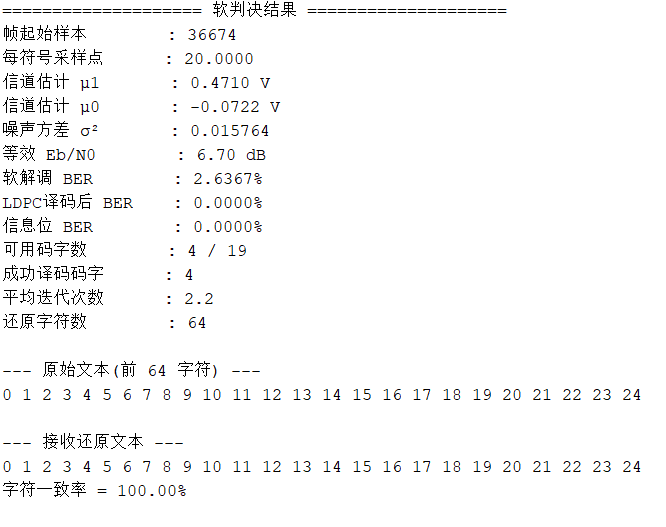 ==================== 软判决结果 ====================
帧起始样本 : 36674
每符号采样点 : 20.0000
信道估计 μ1 : 0.4710 V
信道估计 μ0 : -0.0722 V
噪声方差 σ² : 0.015764
等效 Eb/N0 : 6.70 dB
软解调 BER : 2.6367%
LDPC译码后 BER : 0.0000%
信息位 BER : 0.0000%
可用码字数 : 4 / 19
成功译码码字 : 4
平均迭代次数 : 2.2
还原字符数 : 64
--- 原始文本(前 64 字符) ---
0 1 2 3 4 5 6 7 8 9 10 11 12 13 14 15 16 17 18 19 20 21 22 23 24
--- 接收还原文本 ---
0 1 2 3 4 5 6 7 8 9 10 11 12 13 14 15 16 17 18 19 20 21 22 23 24
字符一致率 = 100.00%